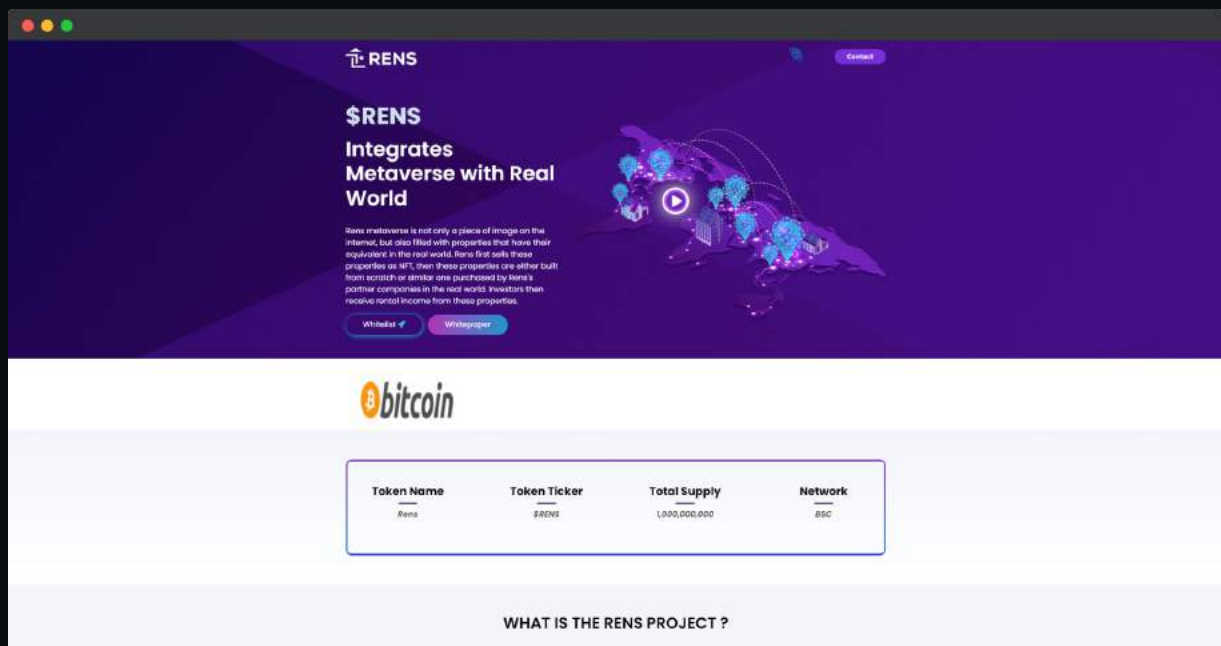 RENS
Contact
$RENS
Integrates
Metaverse with Real
World
Rens metaverse is not only a piece of image on the
internet, but also filled with properties that have their
equivalent in the real world. Rens first sells these
properties as NFT, then these properties are either built
from scratch or similar one purchased by Rens's
partner companies in the real world. Investors then
receive rental income from these properties.
Whitelist
Whitepaper
bitcoin
Token Name
Token Ticker
Total Supply
Network
Rens
$RENS
1,000,000,000
BSC
WHAT IS THE RENS PROJECT ?